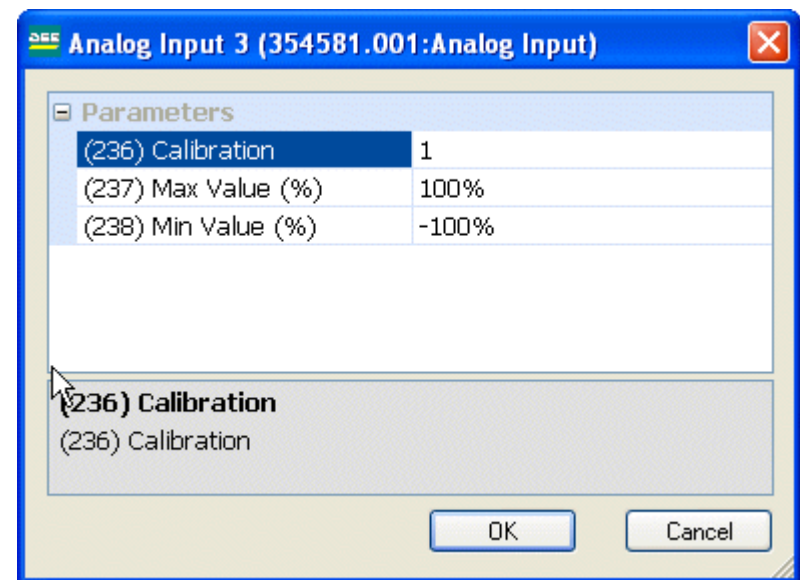 Analog Input 3 (354581.001:Analog Input)
Parameters
(236) Calibration 1
(237) Max Value (%) 100%
(238) Min Value (%) -100%
(236) Calibration
(236) Calibration
OK Cancel